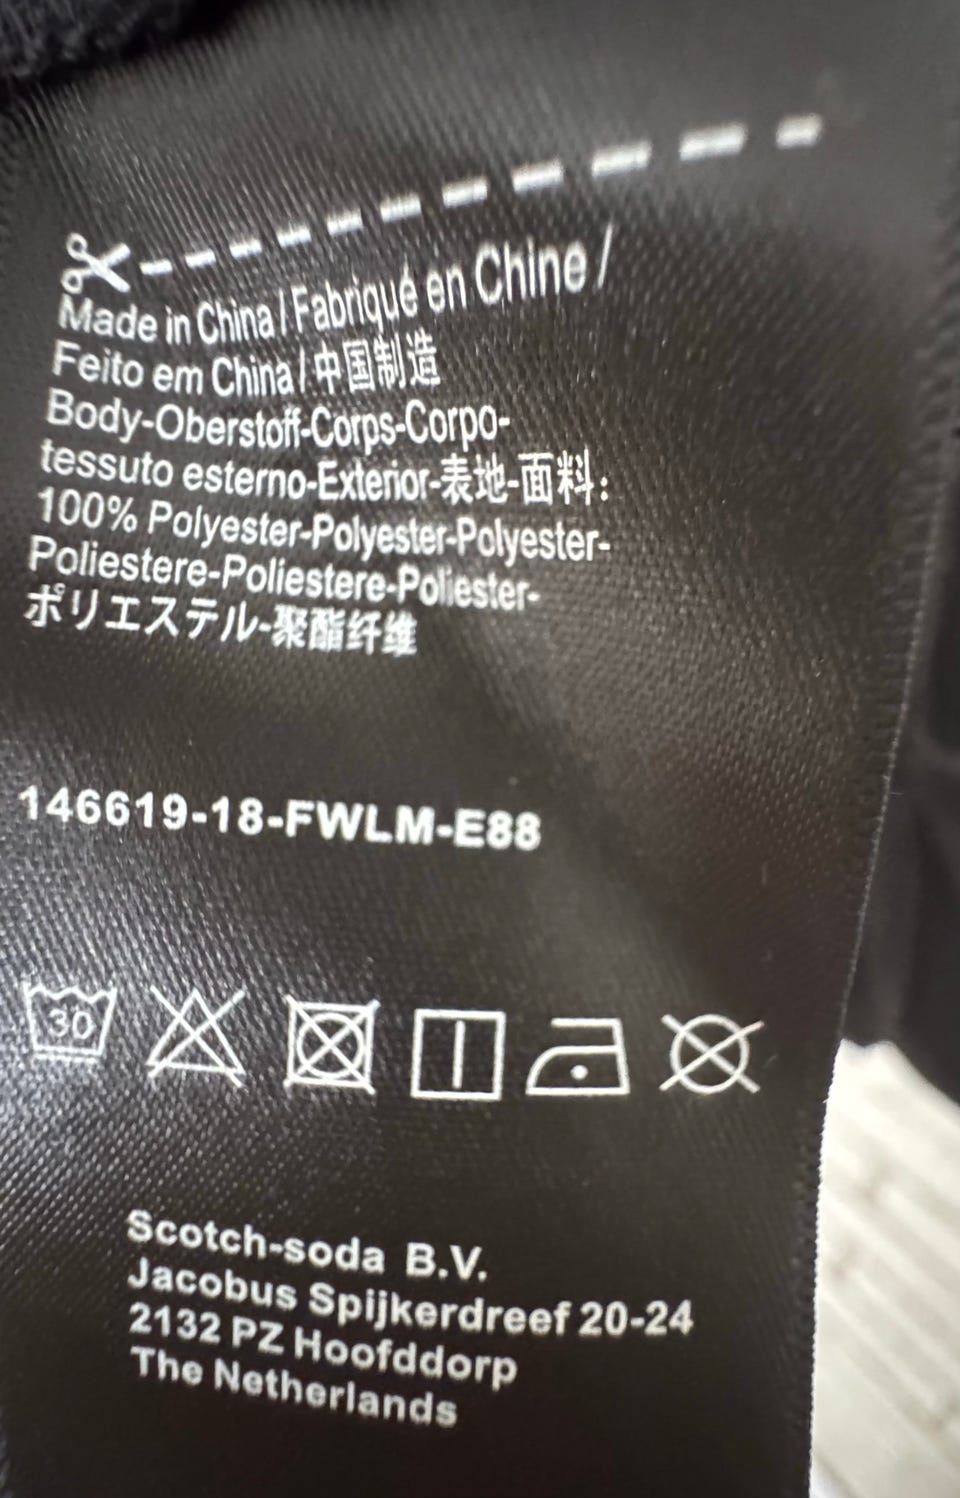 Made in China / Fabriqué en Chine /
Feito em China / 中国制造
Body-Oberstoff-Corps-Corpo-
tessuto esterno-Exterior-表地-面料:
100% Polyester-Polyester-Polyester-
Poliestere-Poliestere-Poliester-
ポリエステル-聚酯纤维
146619-18-FWLM-E88
30
Scotch-soda B.V.
Jacobus Spijkerdreef 20-24
2132 PZ Hoofddorp
The Netherlands